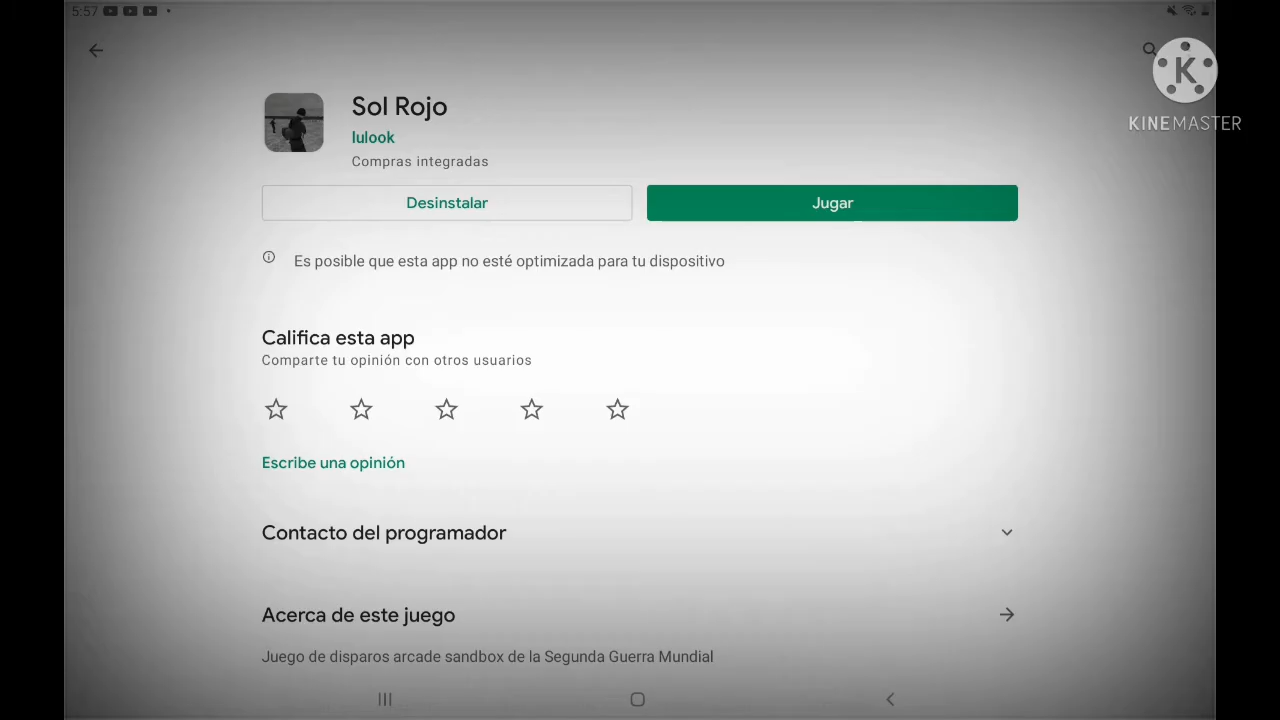 5:57
K
KINEMASTER
Sol Rojo
lulook
Compras integradas
Desinstalar
Jugar
Es posible que esta app no esté optimizada para tu dispositivo
Califica esta app
Comparte tu opinión con otros usuarios
Escribe una opinión
Contacto del programador
Acerca de este juego
Juego de disparos arcade sandbox de la Segunda Guerra Mundial